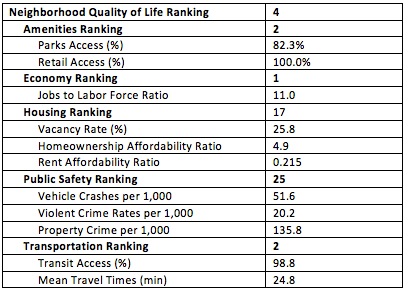 Neighborhood Quality of Life Ranking 4
Amenities Ranking 2
Parks Access (%) 82.3%
Retail Access (%) 100.0%
Economy Ranking 1
Jobs to Labor Force Ratio 11.0
Housing Ranking 17
Vacancy Rate (%) 25.8
Homeownership Affordability Ratio 4.9
Rent Affordability Ratio 0.215
Public Safety Ranking 25
Vehicle Crashes per 1,000 51.6
Violent Crime Rates per 1,000 20.2
Property Crime per 1,000 135.8
Transportation Ranking 2
Transit Access (%) 98.8
Mean Travel Times (min) 24.8